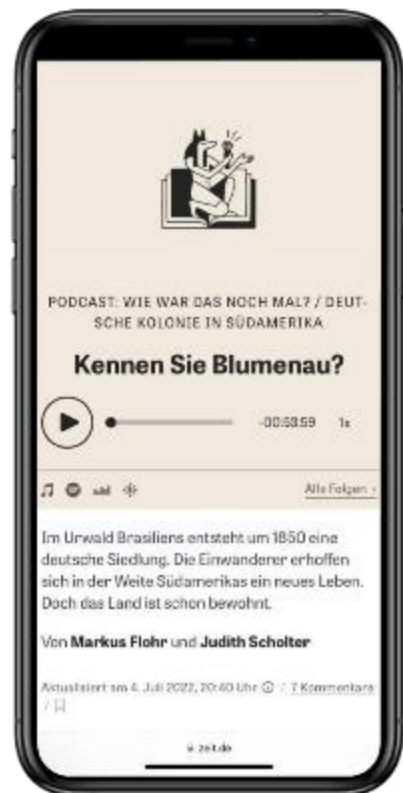 PODCAST: WIE WAR DAS NOCH MAL? / DEUT-
SCHE KOLONIE IN SÜDAMERIKA
Kennen Sie Blumenau?
-00:53:59 1x
Alle Folgen ›
Im Urwald Brasiliens entsteht um 1850 eine
deutsche Siedlung. Die Einwanderer erhoffen
sich in der Weite Südamerikas ein neues Leben.
Doch das Land ist schon bewohnt.
Von Markus Flohr und Judith Scholter
Aktualisiert am 4. Juli 2022, 20:40 Uhr / 7 Kommentare
/
zeit.de